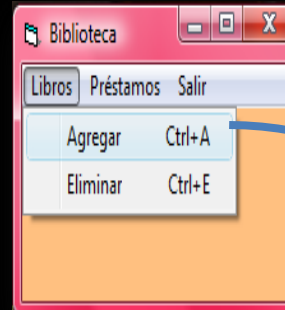 Biblioteca
Libros Préstamos Salir
Agregar Ctrl+A
Eliminar Ctrl+E